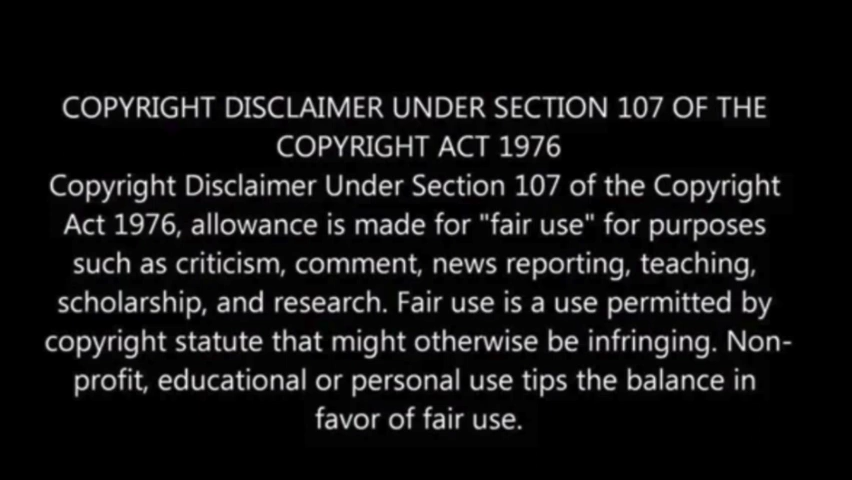 COPYRIGHT DISCLAIMER UNDER SECTION 107 OF THE
COPYRIGHT ACT 1976
Copyright Disclaimer Under Section 107 of the Copyright
Act 1976, allowance is made for "fair use" for purposes
such as criticism, comment, news reporting, teaching,
scholarship, and research. Fair use is a use permitted by
copyright statute that might otherwise be infringing. Non-
profit, educational or personal use tips the balance in
favor of fair use.